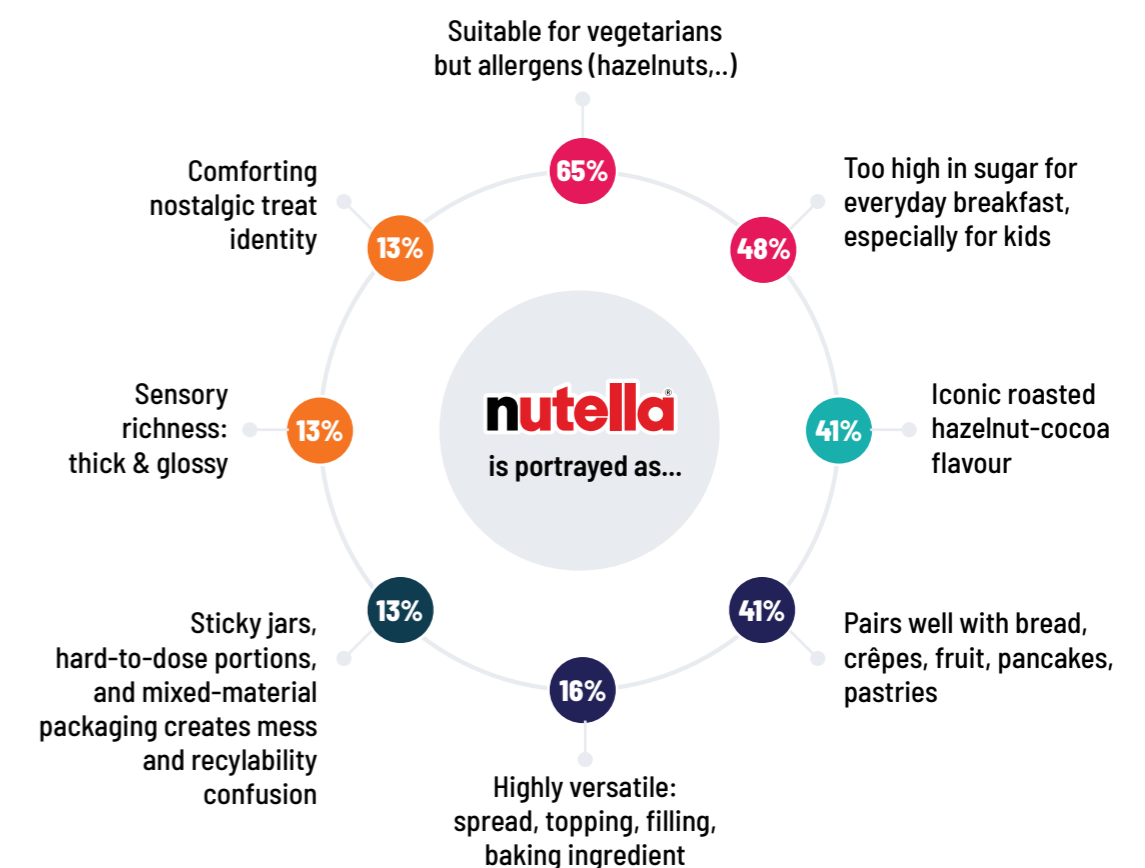 Suitable for vegetarians
but allergens (hazelnuts,..)
65%
Too high in sugar for
everyday breakfast,
especially for kids
48%
Iconic roasted
hazelnut-cocoa
flavour
41%
Pairs well with bread,
crêpes, fruit, pancakes,
pastries
41%
Highly versatile:
spread, topping, filling,
baking ingredient
16%
Sticky jars,
hard-to-dose portions,
and mixed-material
packaging creates mess
and recylability
confusion
13%
Sensory
richness:
thick & glossy
13%
Comforting
nostalgic treat
identity
13%
nutella®
is portrayed as...